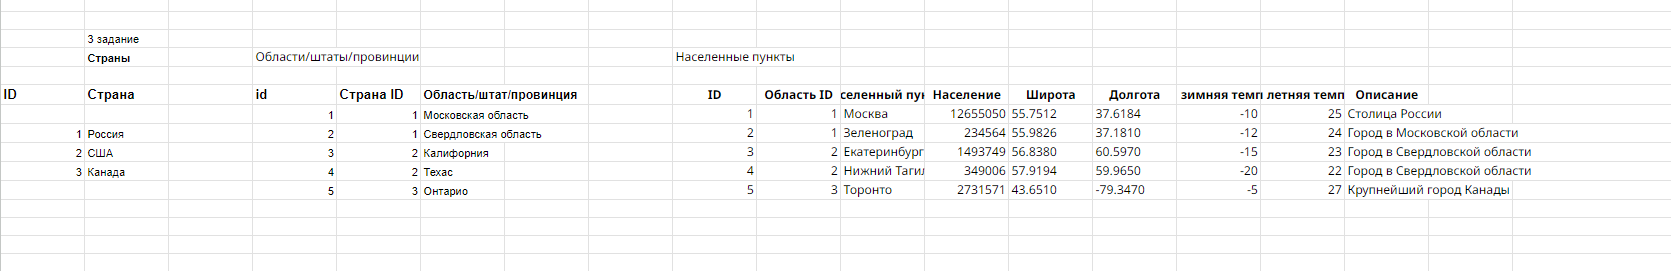 3 задание
Страны Области/штаты/провинции Населенные пункты
ID Страна id Страна ID Область/штат/провинция ID Область ID селенный пун Население Широта Долгота зимняя темп летняя темп Описание
1 1 Московская область 1 1 Москва 12655050 55.7512 37.6184 -10 25 Столица России
1 Россия 2 1 Свердловская область 2 1 Зеленоград 234564 55.9826 37.1810 -12 24 Город в Московской области
2 США 3 2 Калифорния 3 2 Екатеринбург 1493749 56.8380 60.5970 -15 23 Город в Свердловской области
3 Канада 4 2 Техас 4 2 Нижний Тагил 349006 57.9194 59.9650 -20 22 Город в Свердловской области
5 3 Онтарио 5 3 Торонто 2731571 43.6510 -79.3470 -5 27 Крупнейший город Канады